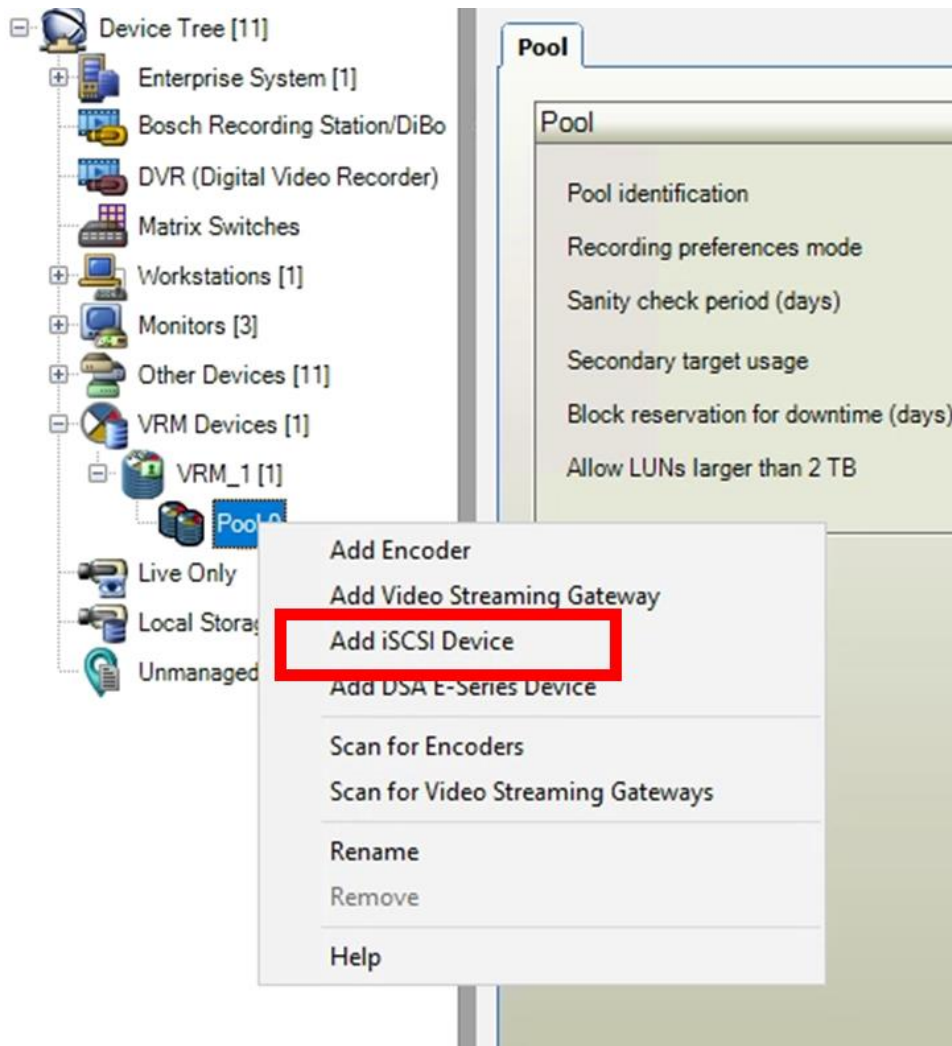 Device Tree [11]
Enterprise System [1]
Bosch Recording Station/DiBo
DVR (Digital Video Recorder)
Matrix Switches
Workstations [1]
Monitors [3]
Other Devices [11]
VRM Devices [1]
VRM_1 [1]
Pool 0
Live Only
Local Storag
Unmanaged
Add Encoder
Add Video Streaming Gateway
Add iSCSI Device
Add DSA E-Series Device
Scan for Encoders
Scan for Video Streaming Gateways
Rename
Remove
Help
Pool
Pool
Pool identification
Recording preferences mode
Sanity check period (days)
Secondary target usage
Block reservation for downtime (days)
Allow LUNs larger than 2 TB